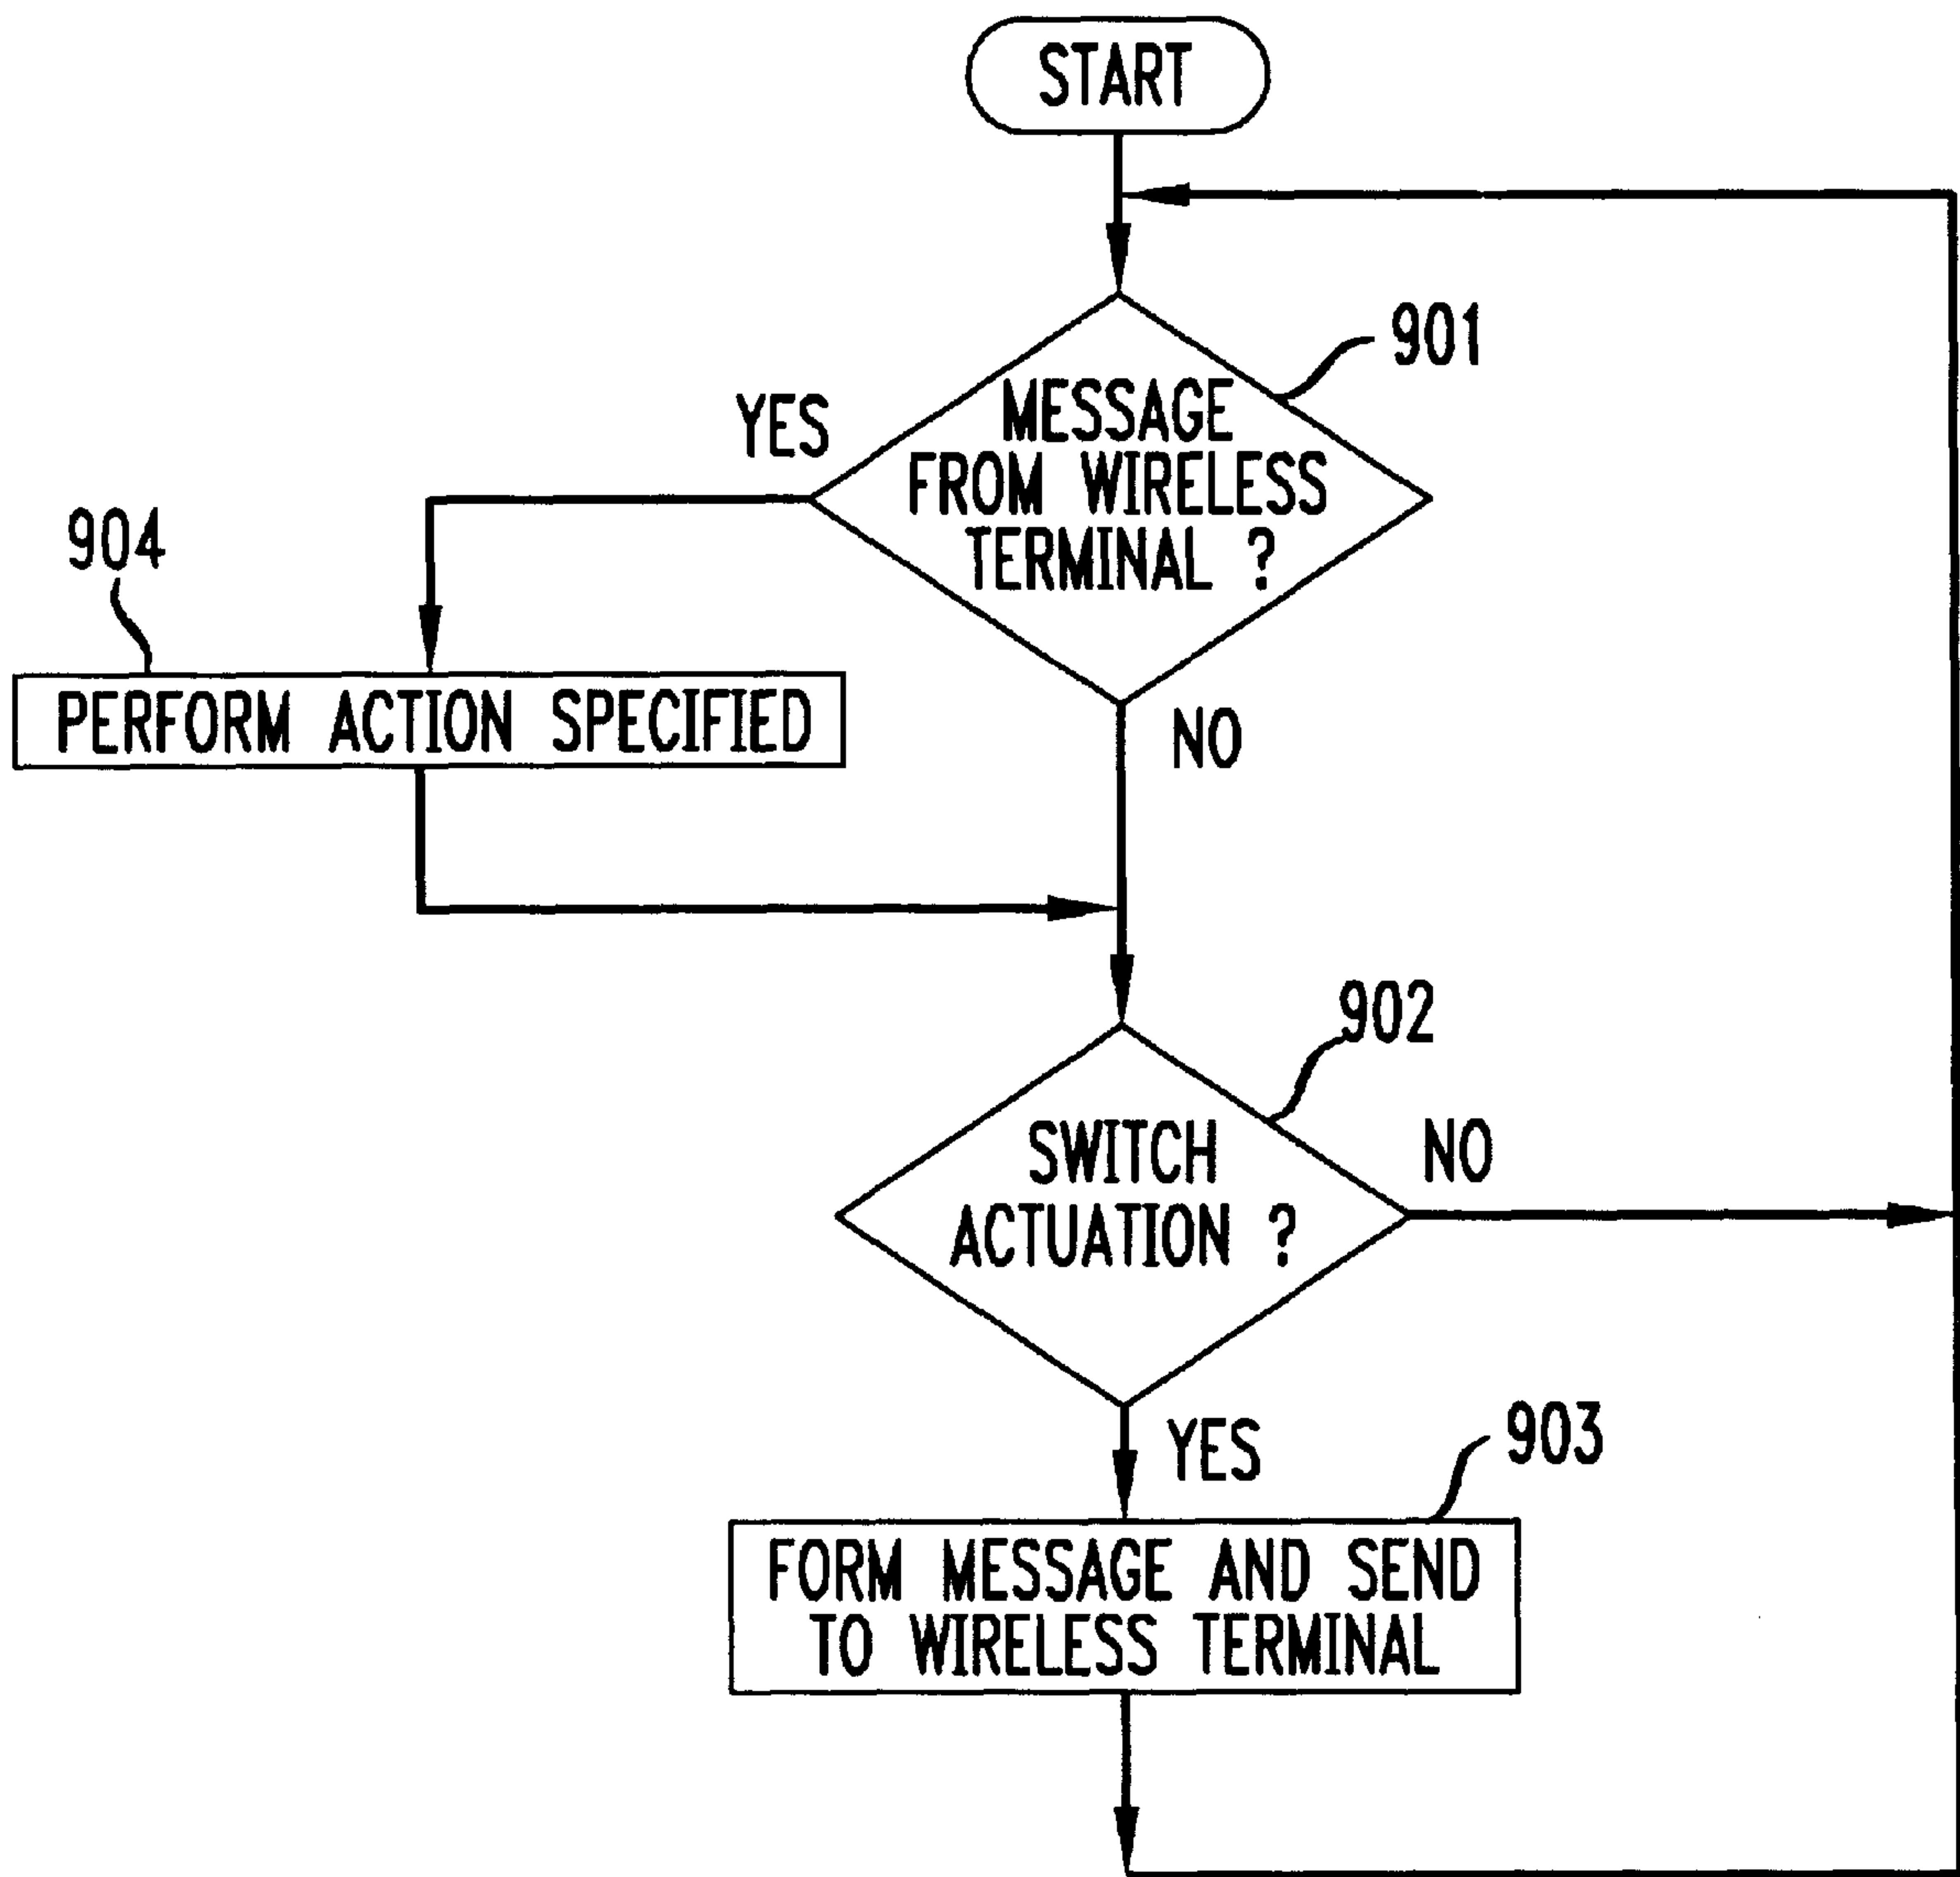 START
901
MESSAGE
FROM WIRELESS
TERMINAL ?
YES
NO
904
PERFORM ACTION SPECIFIED
902
SWITCH
ACTUATION ?
NO
YES
903
FORM MESSAGE AND SEND
TO WIRELESS TERMINAL